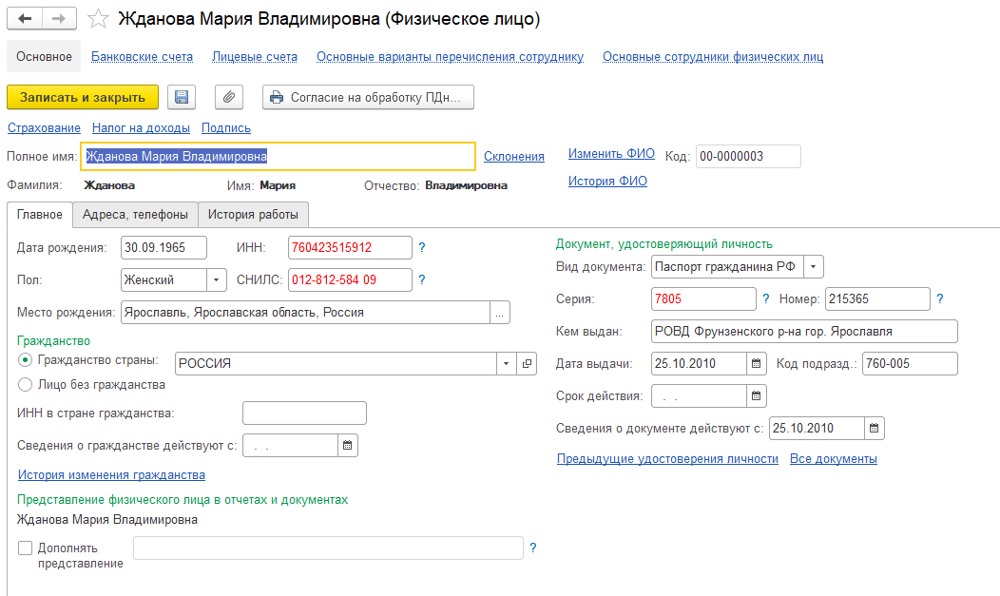 Жданова Мария Владимировна (Физическое лицо)
Основное Банковские счета Лицевые счета Основные варианты перечисления сотруднику Основные сотрудники физических лиц
Записать и закрыть Согласие на обработку ПДн...
Страхование Налог на доходы Подпись
Полное имя: Жданова Мария Владимировна Склонения Изменить ФИО Код: 00-0000003
История ФИО
Фамилия: Жданова Имя: Мария Отчество: Владимировна
Главное Адреса, телефоны История работы
Дата рождения: 30.09.1965 ИНН: 760423515912 ?
Пол: Женский СНИЛС: 012-812-584 09 ?
Место рождения: Ярославль, Ярославская область, Россия ...
Гражданство
Гражданство страны: РОССИЯ
Лицо без гражданства
ИНН в стране гражданства:
Сведения о гражданстве действуют с: . .
История изменения гражданства
Представление физического лица в отчетах и документах
Жданова Мария Владимировна
Дополнять
представление ?
Документ, удостоверяющий личность
Вид документа: Паспорт гражданина РФ
Серия: 7805 ? Номер: 215365 ?
Кем выдан: РОВД Фрунзенского р-на гор. Ярославля
Дата выдачи: 25.10.2010 Код подразд.: 760-005
Срок действия: . .
Сведения о документе действуют с: 25.10.2010
Предыдущие удостоверения личности Все документы